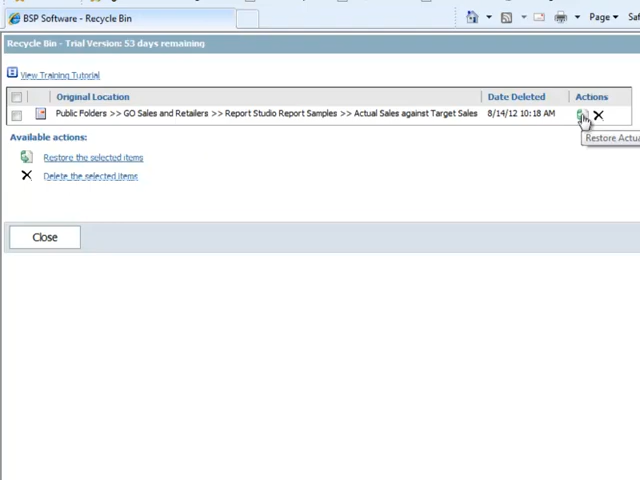 BSP Software - Recycle Bin
Page
Recycle Bin - Trial Version: 53 days remaining
View Training Tutorial
Original Location Date Deleted Actions
Public Folders >> GO Sales and Retailers >> Report Studio Report Samples >> Actual Sales against Target Sales 8/14/12 10:18 AM
Restore Actua
Available actions:
Restore the selected items
Delete the selected items
Close